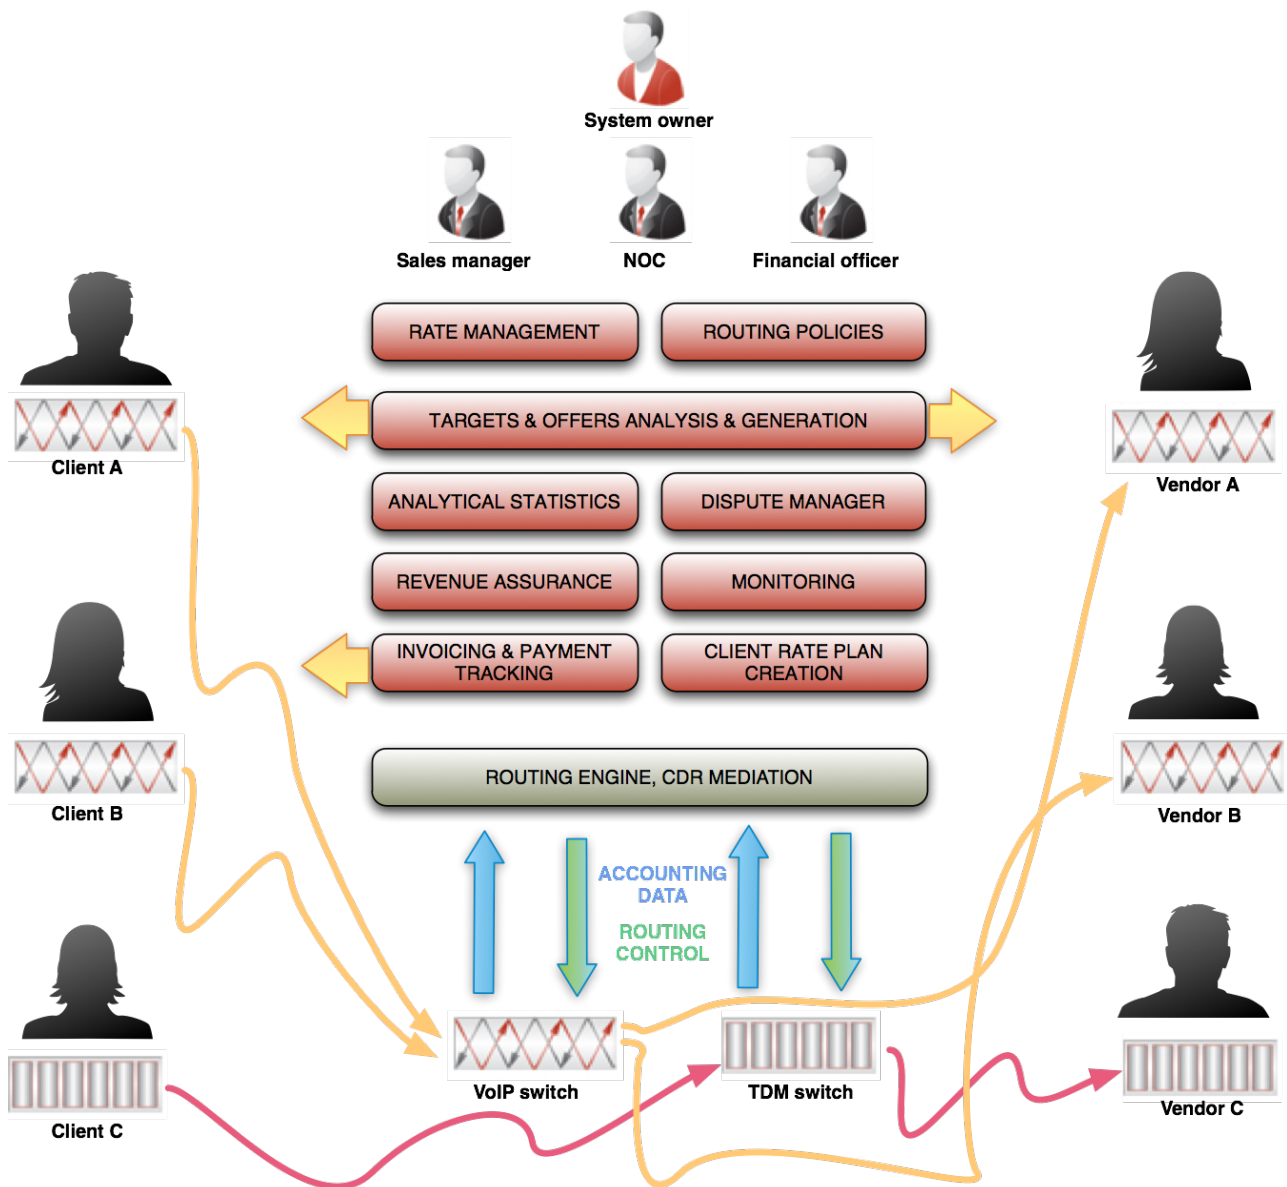 System owner
Sales manager
NOC
Financial officer
RATE MANAGEMENT
ROUTING POLICIES
TARGETS & OFFERS ANALYSIS & GENERATION
Client A
Vendor A
ANALYTICAL STATISTICS
DISPUTE MANAGER
REVENUE ASSURANCE
MONITORING
INVOICING & PAYMENT
TRACKING
CLIENT RATE PLAN
CREATION
ROUTING ENGINE, CDR MEDIATION
Client B
Vendor B
ACCOUNTING
DATA
ROUTING
CONTROL
VoIP switch
TDM switch
Client C
Vendor C